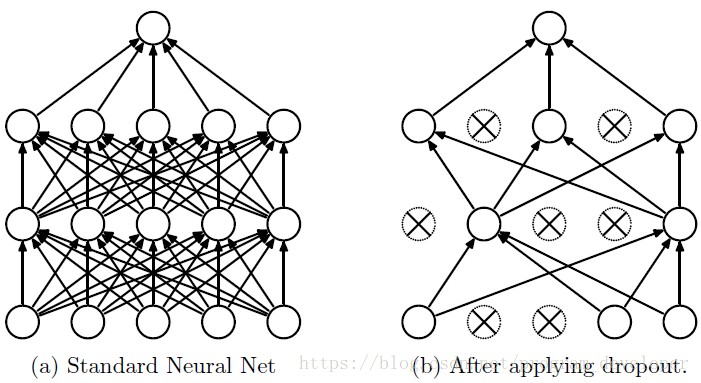 (a) Standard Neural Net
(b) After applying dropout.